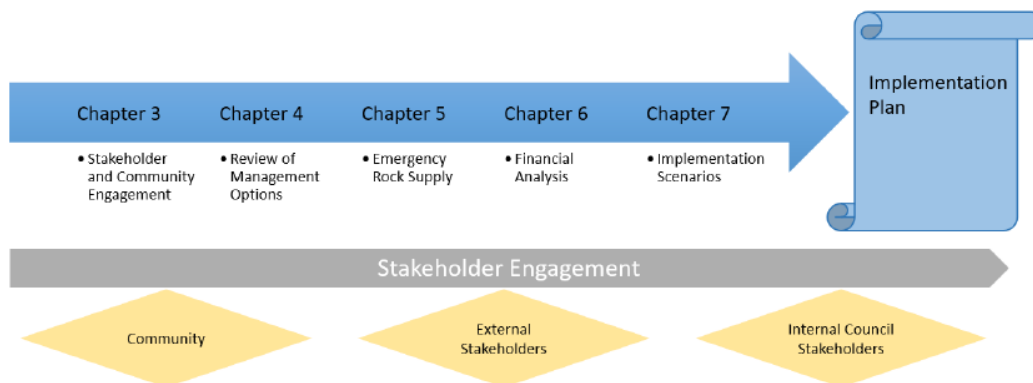 Chapter 3
Chapter 4
Chapter 5
Chapter 6
Chapter 7
Implementation
Plan
• Stakeholder
and Community
Engagement
• Review of
Management
Options
• Emergency
Rock Supply
• Financial
Analysis
• Implementation
Scenarios
Stakeholder Engagement
Community
External
Stakeholders
Internal Council
Stakeholders